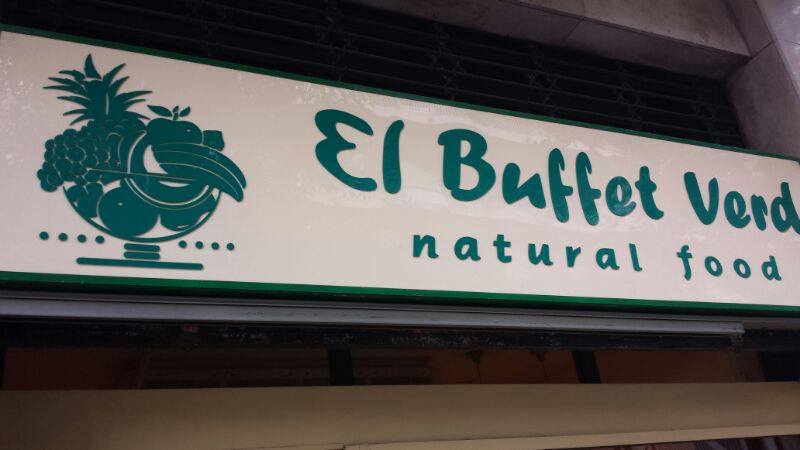 El Buffet Verd
natural food